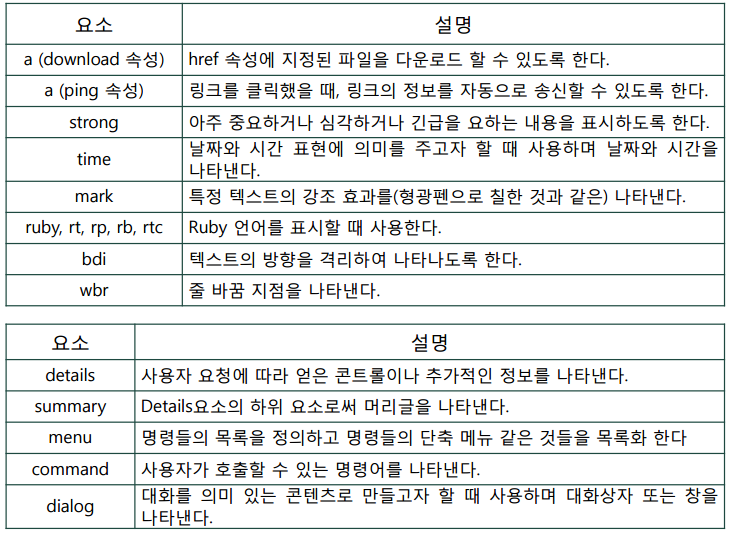 요소 설명
a (download 속성) href 속성에 지정된 파일을 다운로드 할 수 있도록 한다.
a (ping 속성) 링크를 클릭했을 때, 링크의 정보를 자동으로 송신할 수 있도록 한다.
strong 아주 중요하거나 심각하거나 긴급을 요하는 내용을 표시하도록 한다.
time 날짜와 시간 표현에 의미를 주고자 할 때 사용하며 날짜와 시간을
나타낸다.
mark 특정 텍스트의 강조 효과를(형광펜으로 칠한 것과 같은) 나타낸다.
ruby, rt, rp, rb, rtc Ruby 언어를 표시할 때 사용한다.
bdi 텍스트의 방향을 격리하여 나타나도록 한다.
wbr 줄 바꿈 지점을 나타낸다.
요소 설명
details 사용자 요청에 따라 얻은 콘트롤이나 추가적인 정보를 나타낸다.
summary Details요소의 하위 요소로써 머리글을 나타낸다.
menu 명령들의 목록을 정의하고 명령들의 단축 메뉴 같은 것들을 목록화 한다
command 사용자가 호출할 수 있는 명령어를 나타낸다.
dialog 대화를 의미 있는 콘텐츠로 만들고자 할 때 사용하며 대화상자 또는 창을
나타낸다.